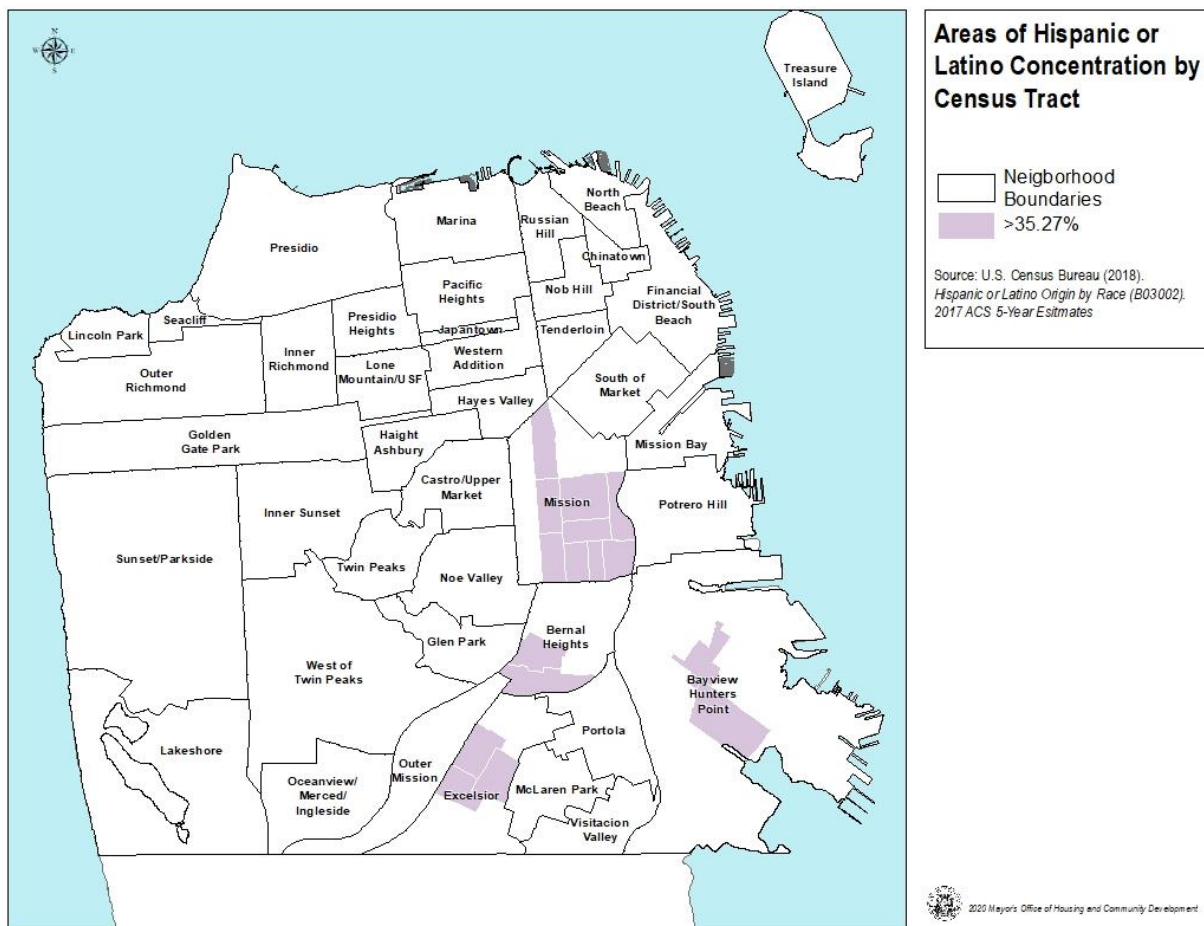 Areas of Hispanic or
Latino Concentration by
Census Tract
Neigborhood
Boundaries
>35.27%
Source: U.S. Census Bureau (2018).
Hispanic or Latino Origin by Race (B03002).
2017 ACS 5-Year Esitmates
N
W
E
S
Treasure
Island
North
Beach
Marina
Russian
Hill
Presidio
Chinatown
Pacific
Heights
Nob Hill
Financial
District/South
Beach
Seacliff
Lincoln Park
Presidio
Heights
Japantown
Tenderloin
Inner
Richmond
Western
Addition
Outer
Richmond
Lone
Mountain/USF
South of
Market
Hayes Valley
Golden
Gate Park
Haight
Ashbury
Mission Bay
Castro/Upper
Market
Mission
Potrero Hill
Inner Sunset
Sunset/Parkside
Twin Peaks
Noe Valley
Glen Park
Bernal
Heights
West of
Twin Peaks
Bayview
Hunters
Point
Portola
Lakeshore
Outer
Mission
Oceanview/
Merced/
Ingleside
Excelsior
McLaren Park
Visitacion
Valley
2020 Mayor's Office of Housing and Community Development